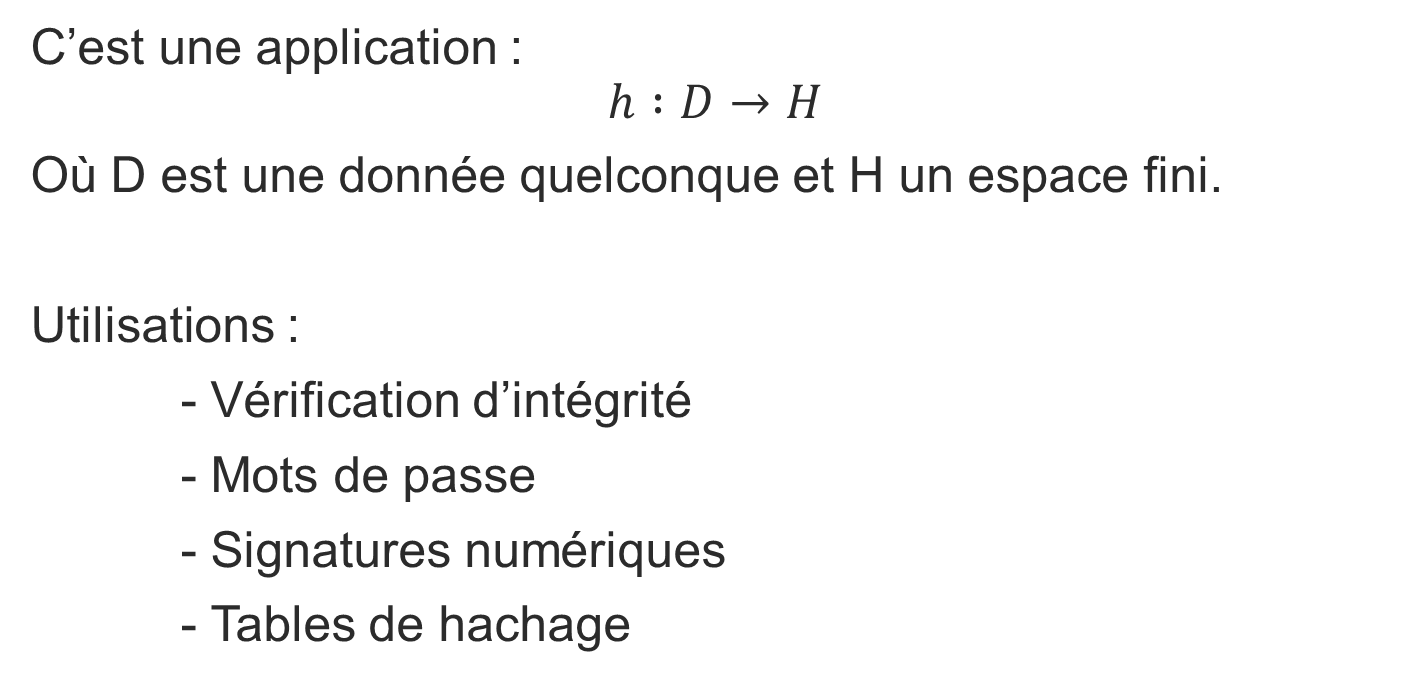 C’est une application :
h : D → H
Où D est une donnée quelconque et H un espace fini.
Utilisations :
- Vérification d’intégrité
- Mots de passe
- Signatures numériques
- Tables de hachage